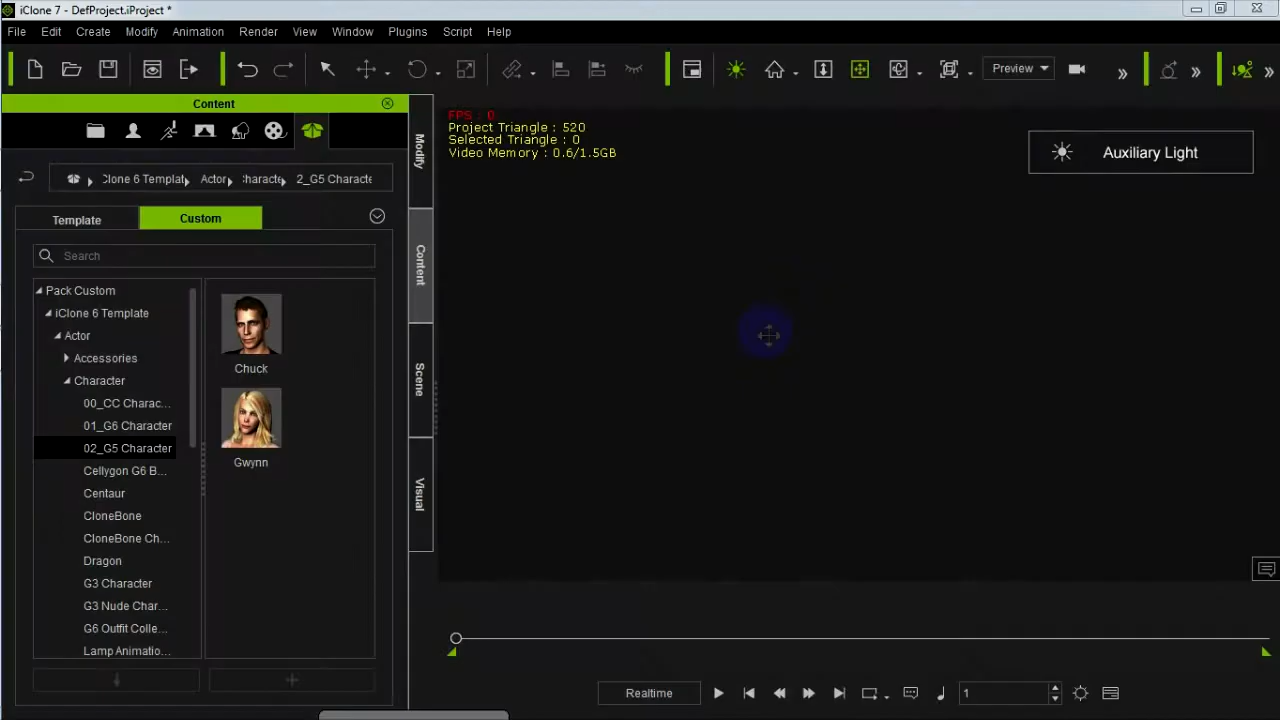 iClone 7 - DefProject.iProject *
File Edit Create Modify Animation Render View Window Plugins Script Help
Preview
Content
FPS : 0
Project Triangle : 520
Selected Triangle : 0
Video Memory : 0.6/1.5GB
Auxiliary Light
Modify
Content
Scene
Visual
Clone 6 Templat Actor haracte 2_G5 Characte
Template Custom
Search
Pack Custom
iClone 6 Template
Actor
Accessories
Character
00_CC Charac...
01_G6 Character
02_G5 Character
Cellygon G6 B...
Centaur
CloneBone
CloneBone Ch...
Dragon
G3 Character
G3 Nude Char...
G6 Outfit Colle...
Lamp Animatio...
Chuck
Gwynn
Realtime
1